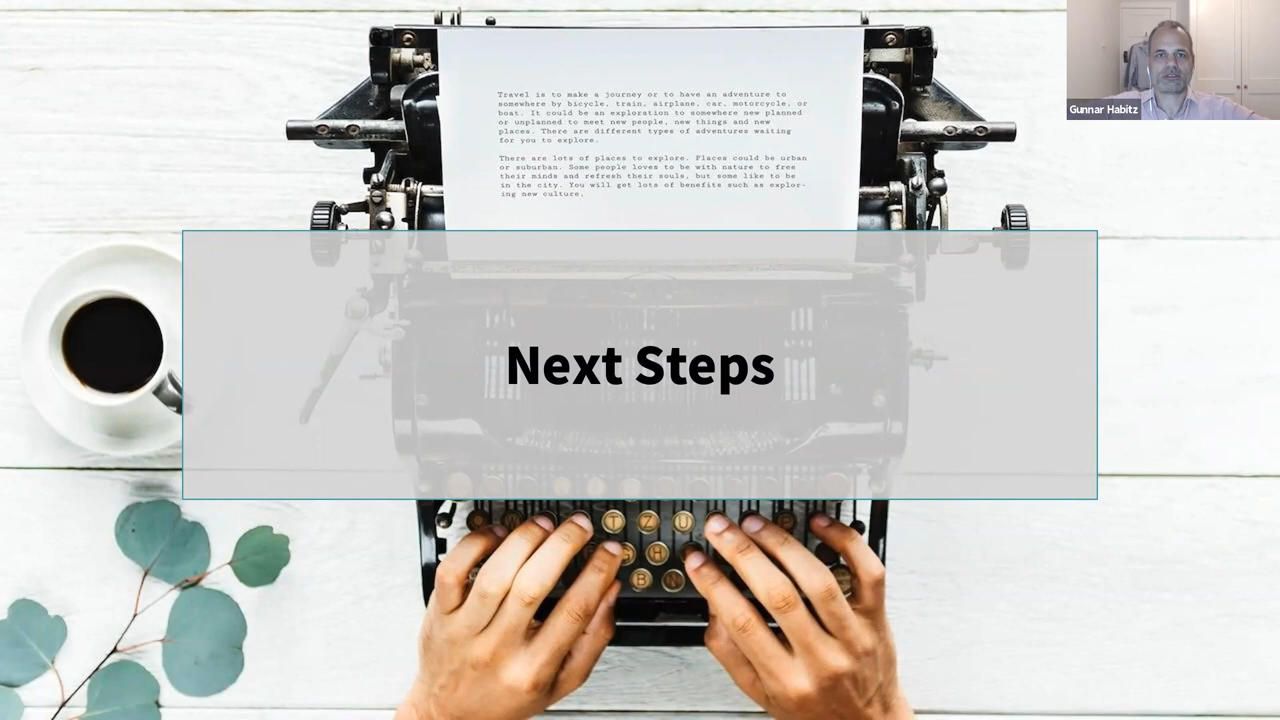 Travel is to make a journey or to have an adventure to
somewhere by bicycle, train, airplane, car, motorcycle, or
boat. It could be an exploration to somewhere new planned
or unplanned to meet new people, new things and new
places. There are different types of adventures waiting
for you to explore.
There are lots of places to explore. Places could be urban
or suburban. Some people loves to be with nature to free
their minds and refresh their souls, but some like to be
in the city. You will get lots of benefits such as explor-
ing new culture.
Gunnar Habitz
Next Steps
T Z U
G H
B N